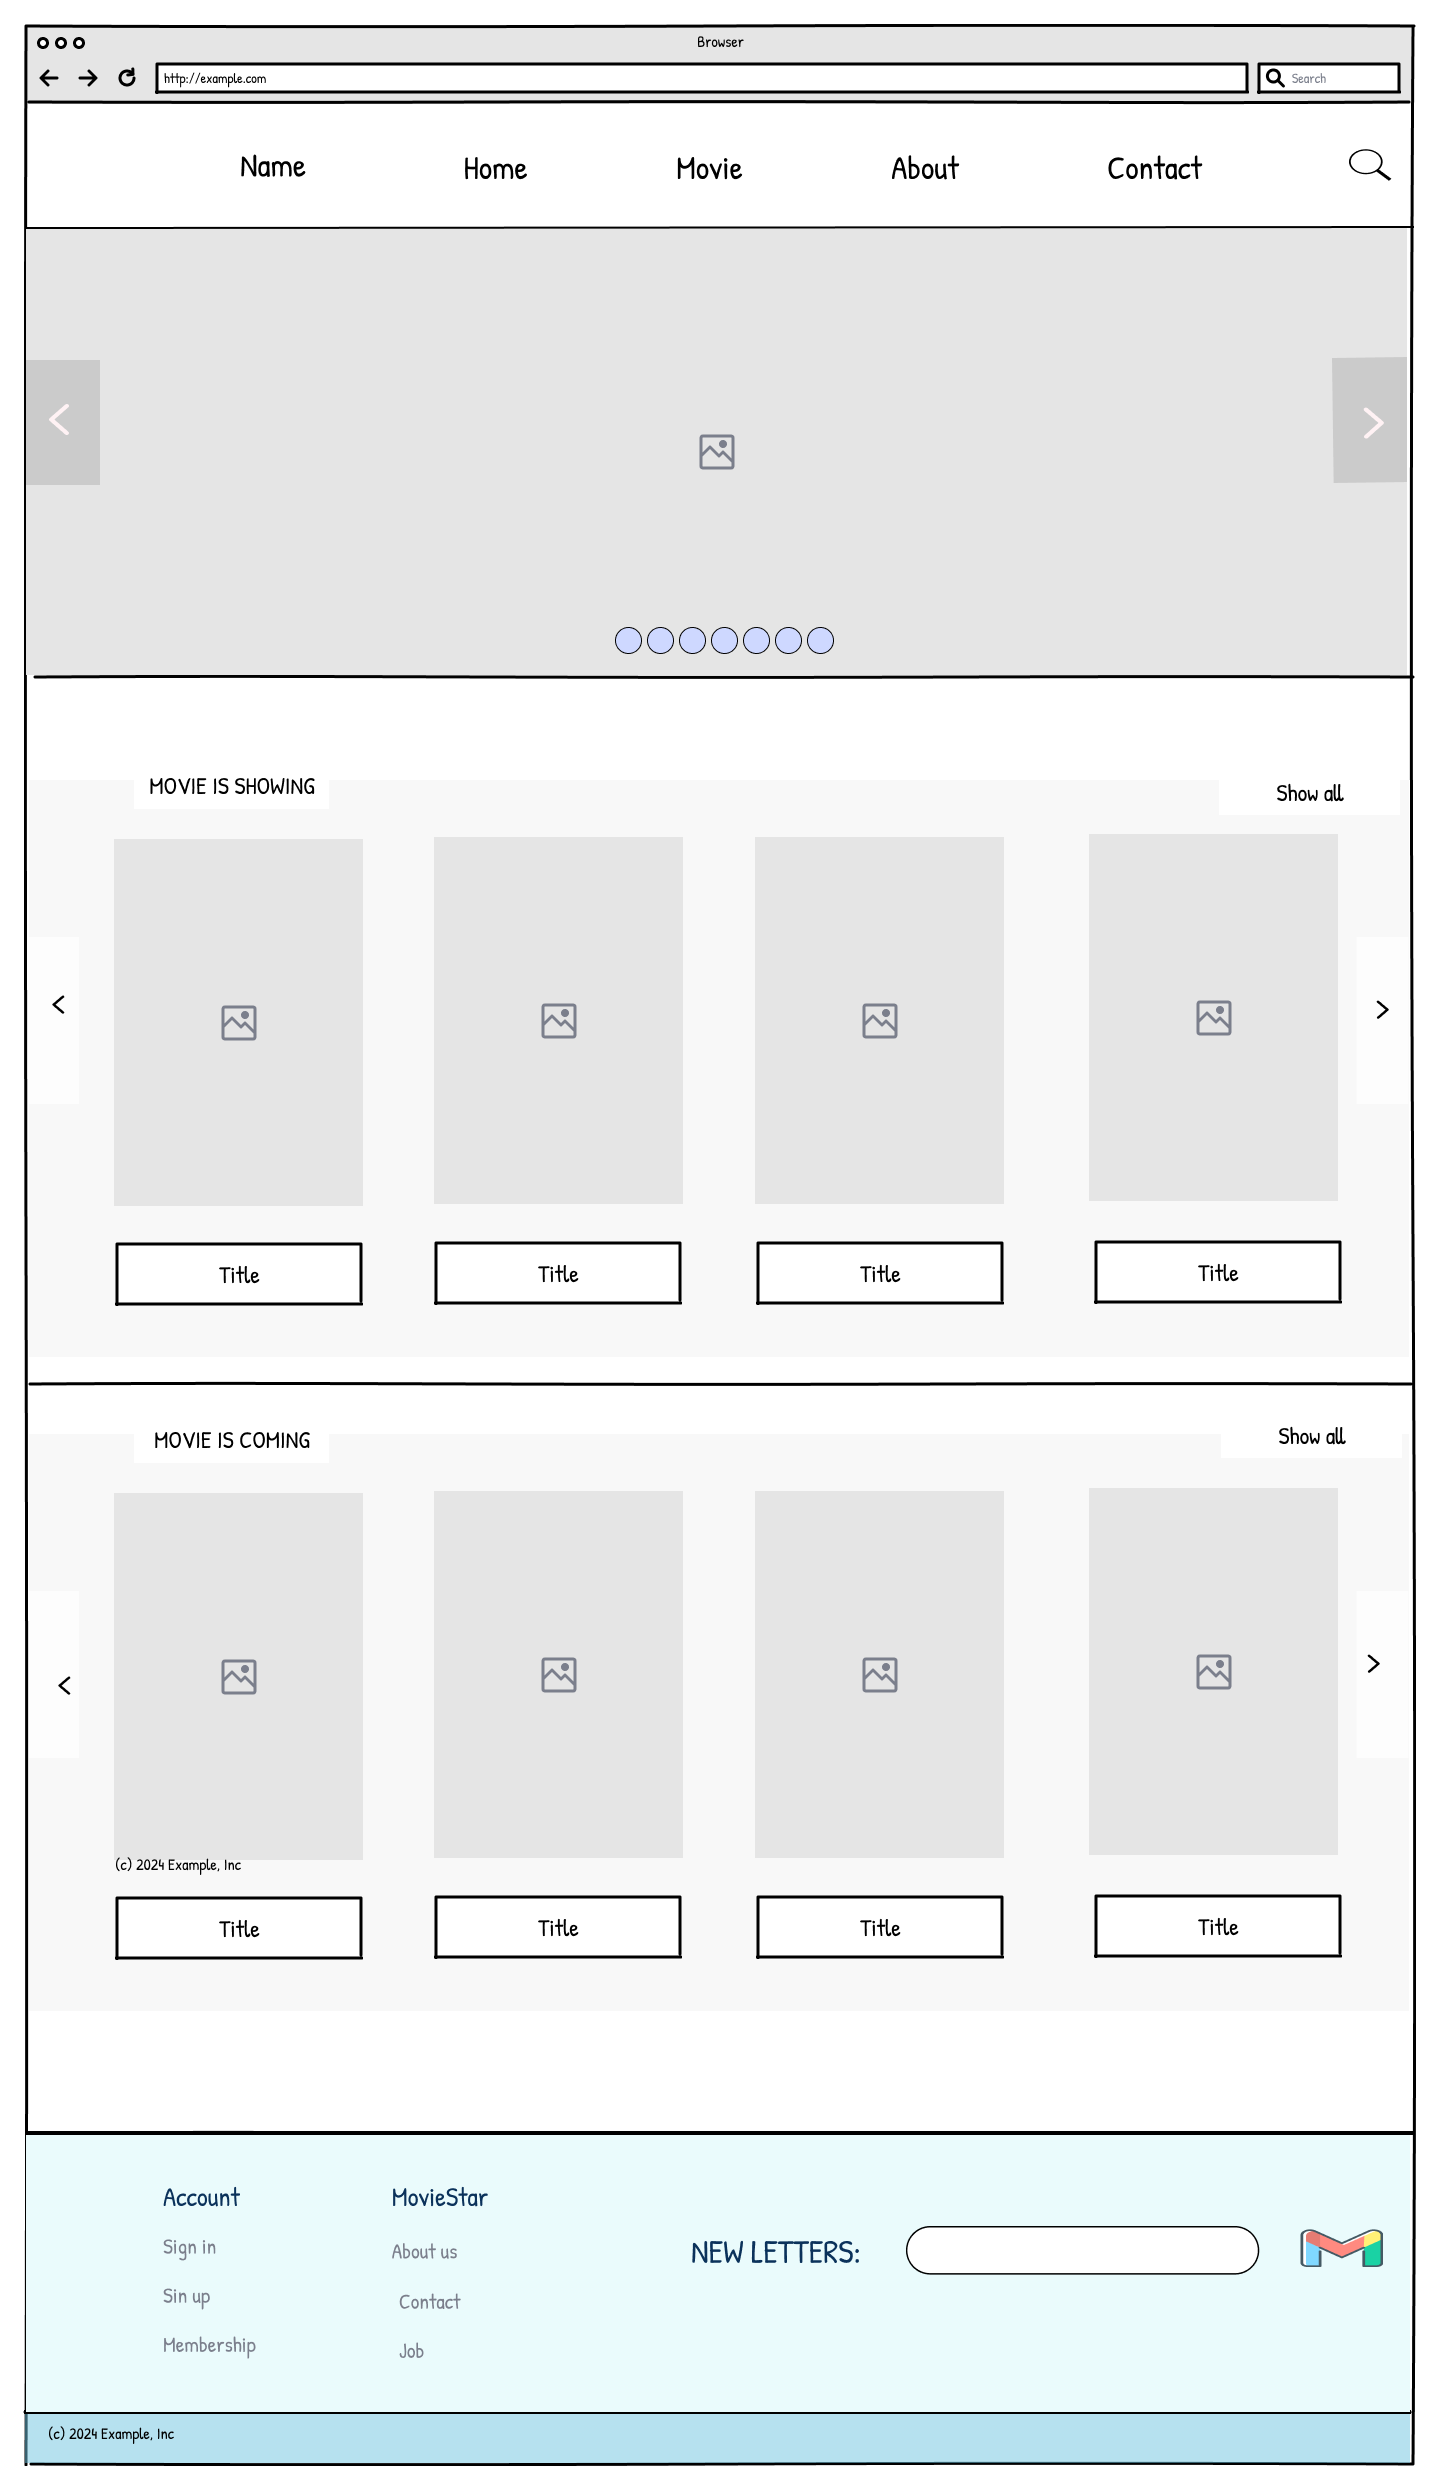 Browser
http://example.com
Search
Name Home Movie About Contact
MOVIE IS SHOWING
Show all
Title Title Title Title
MOVIE IS COMING
Show all
(c) 2024 Example, Inc
Title Title Title Title
Account
Sign in
Sin up
Membership
MovieStar
About us
Contact
Job
NEW LETTERS:
(c) 2024 Example, Inc